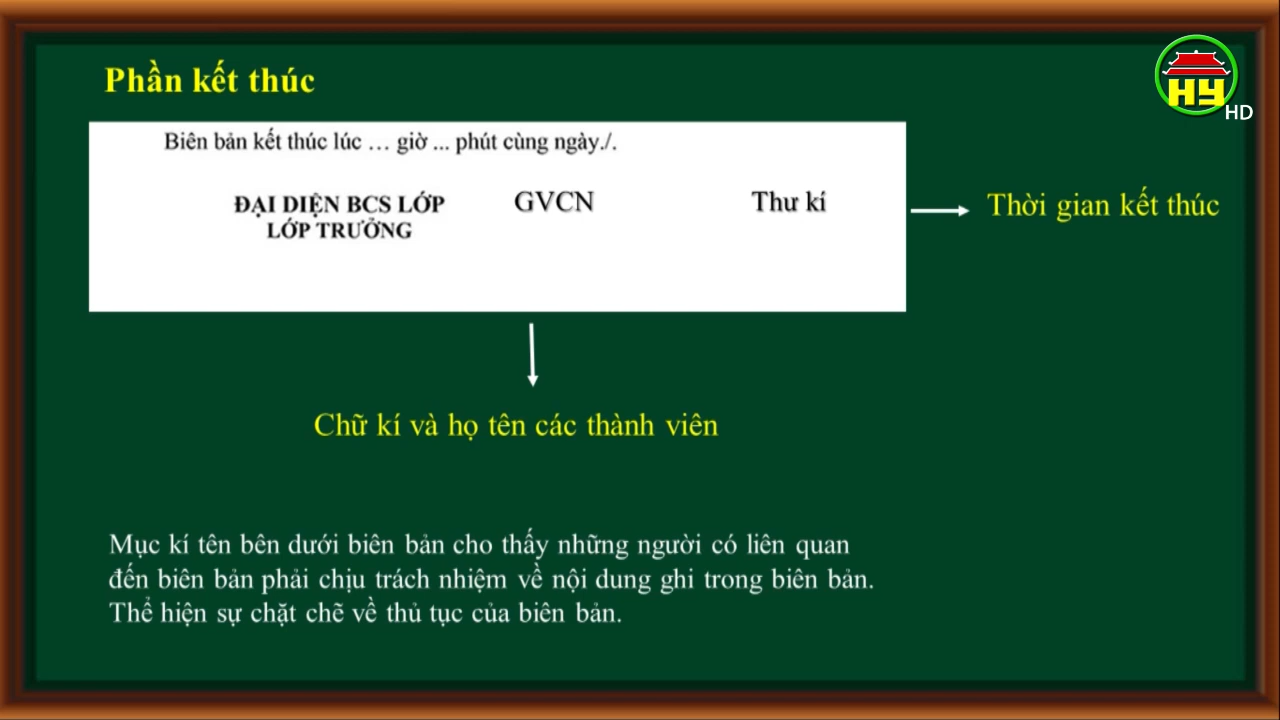 Phần kết thúc
HY
HD
Biên bản kết thúc lúc ... giờ ... phút cùng ngày./.
ĐẠI DIỆN BCS LỚP
LỚP TRƯỞNG
GVCN
Thư kí
Thời gian kết thúc
Chữ kí và họ tên các thành viên
Mục kí tên bên dưới biên bản cho thấy những người có liên quan
đến biên bản phải chịu trách nhiệm về nội dung ghi trong biên bản.
Thể hiện sự chặt chẽ về thủ tục của biên bản.